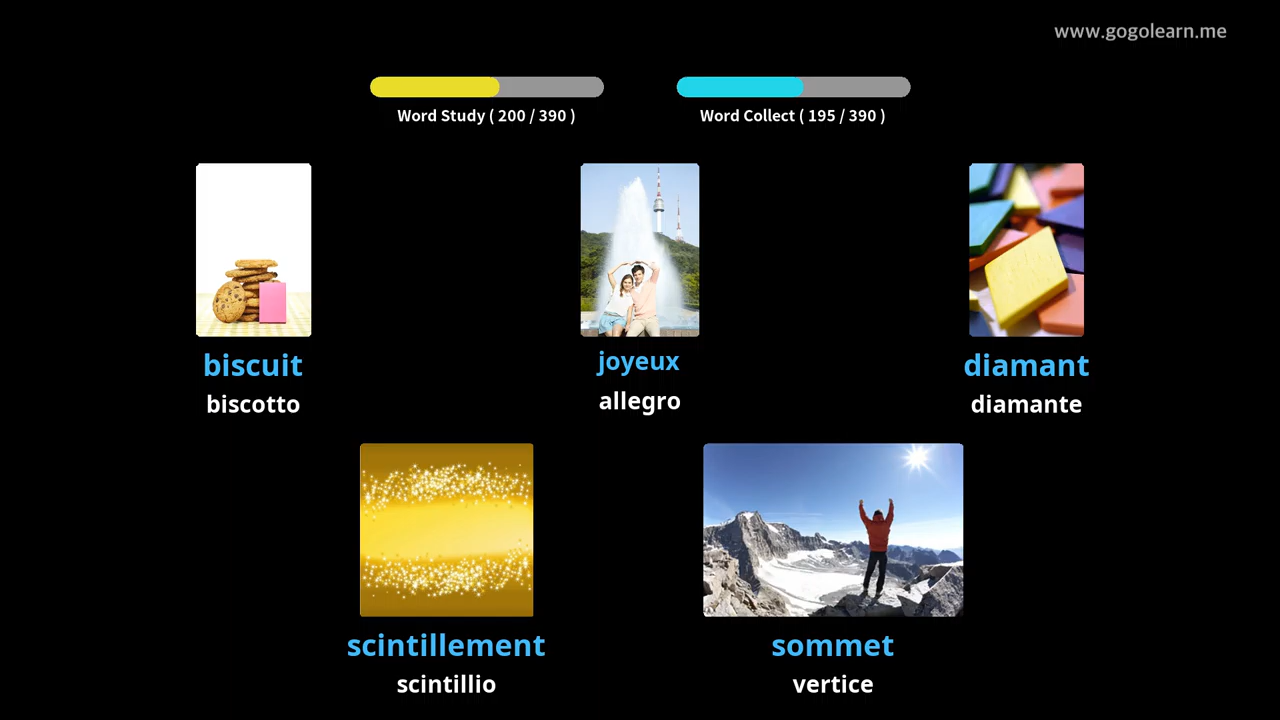 www.gogolearn.me
Word Study ( 200 / 390 )
Word Collect ( 195 / 390 )
biscuit
biscotto
joyeux
allegro
diamant
diamante
scintillement
scintillio
sommet
vertice